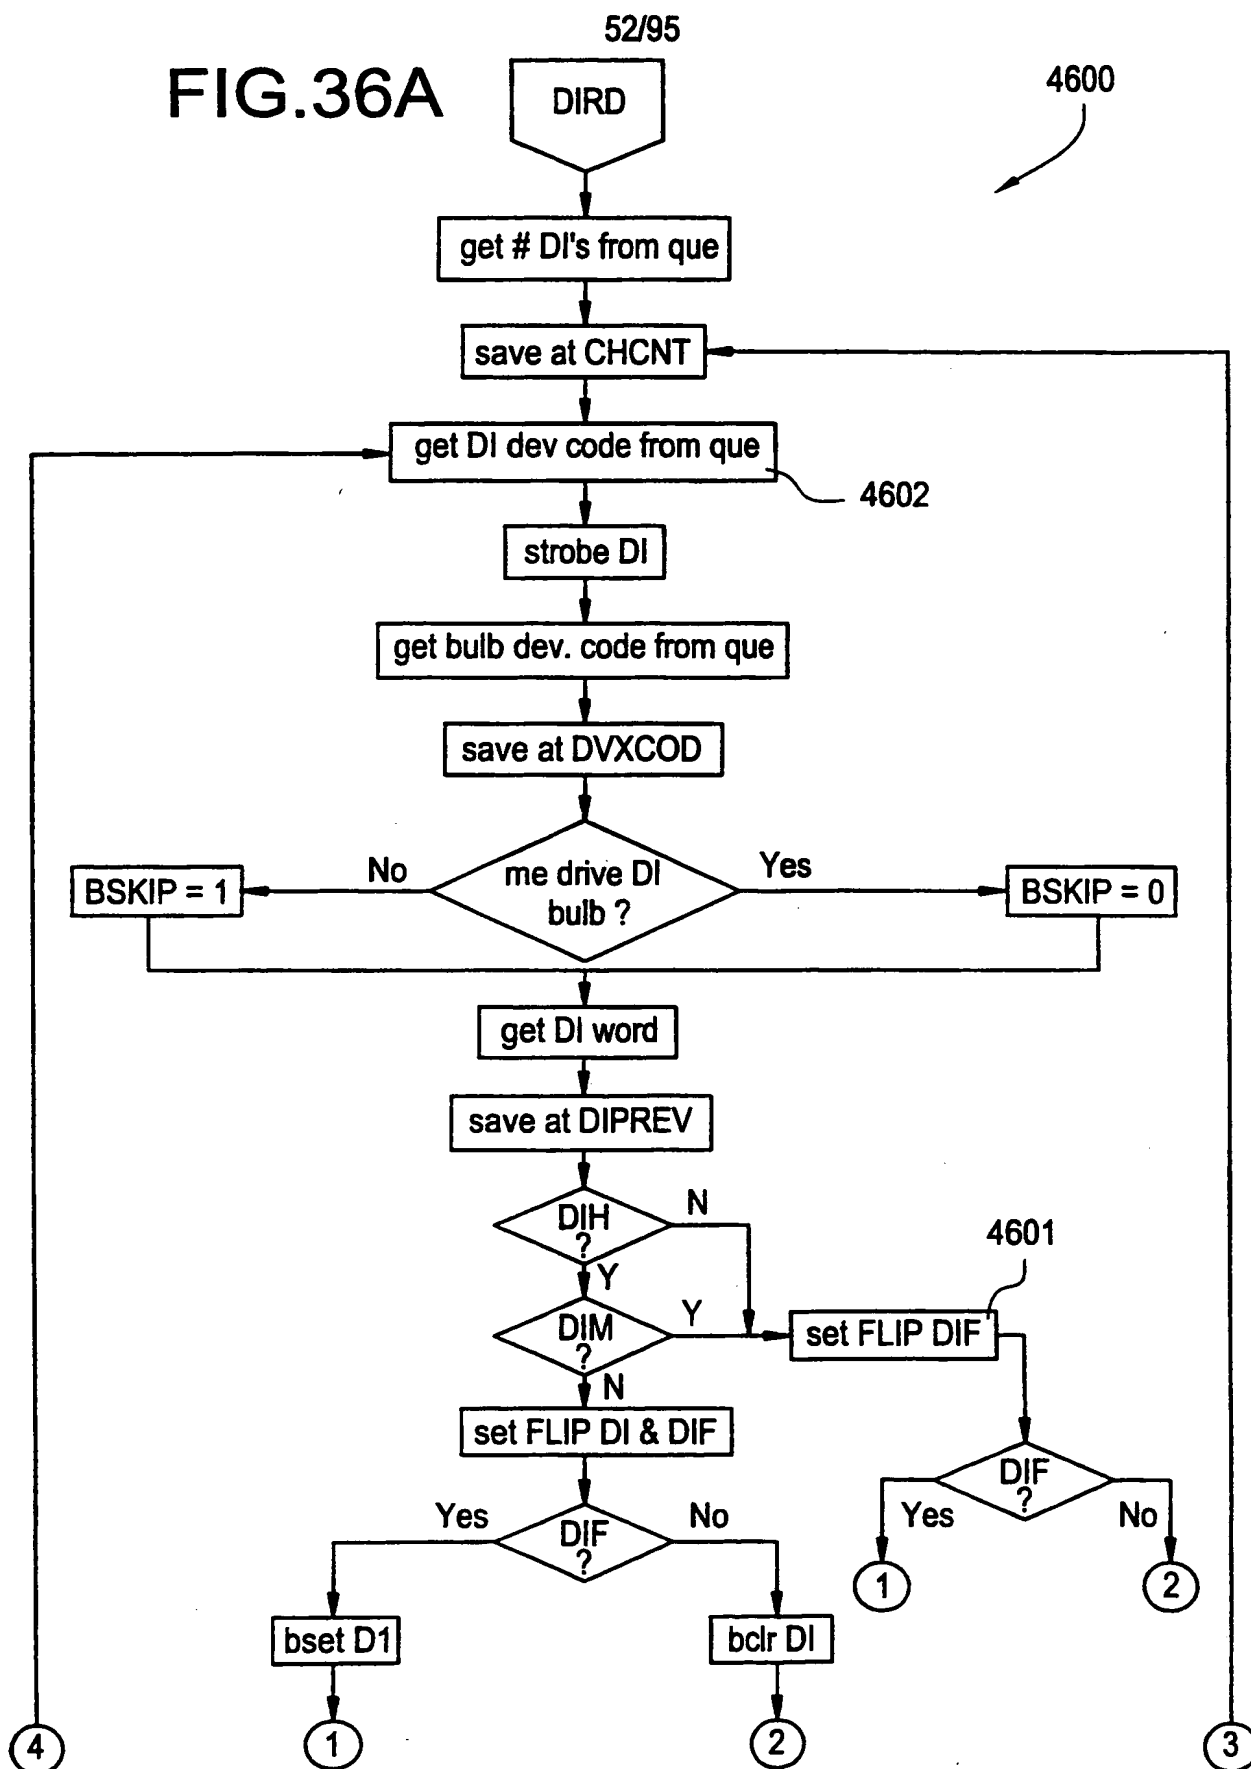 52/95
FIG.36A
DIRD
4600
get # DI's from que
save at CHCNT
get DI dev code from que
4602
strobe DI
get bulb dev. code from que
save at DVXCOD
me drive DI
bulb ?
No
Yes
BSKIP = 1
BSKIP = 0
get DI word
save at DIPREV
DIH
?
N
Y
4601
DIM
?
Y
N
set FLIP DIF
set FLIP DI & DIF
DIF
?
Yes
No
DIF
?
Yes
No
1
2
bset D1
bclr DI
4
1
2
3